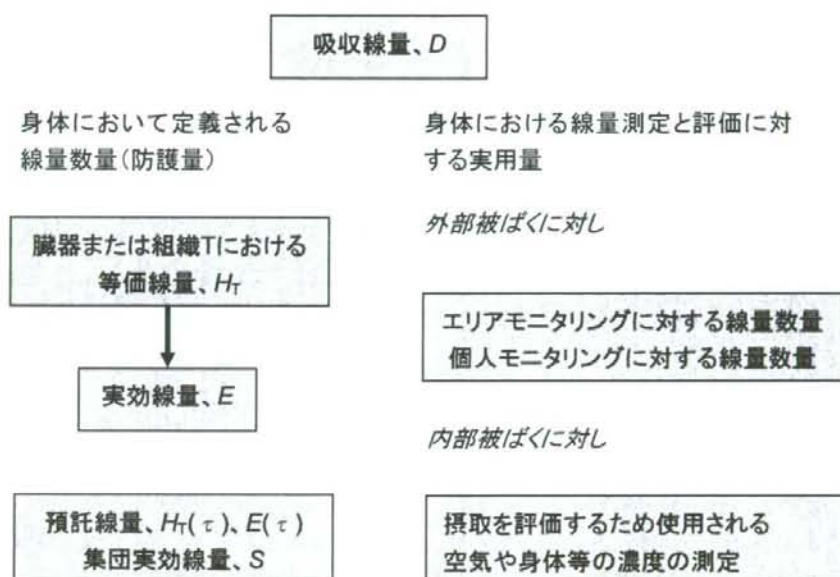 吸収線量、D
身体において定義される
線量数量（防護量）
臓器または組織Tにおける
等価線量、H_T
実効線量、E
預託線量、H_T(τ)、E(τ)
集団実効線量、S
身体における線量測定と評価に対
する実用量
外部被ばくに対し
エリアモニタリングに対する線量数量
個人モニタリングに対する線量数量
内部被ばくに対し
摂取を評価するため使用される
空気や身体等の濃度の測定